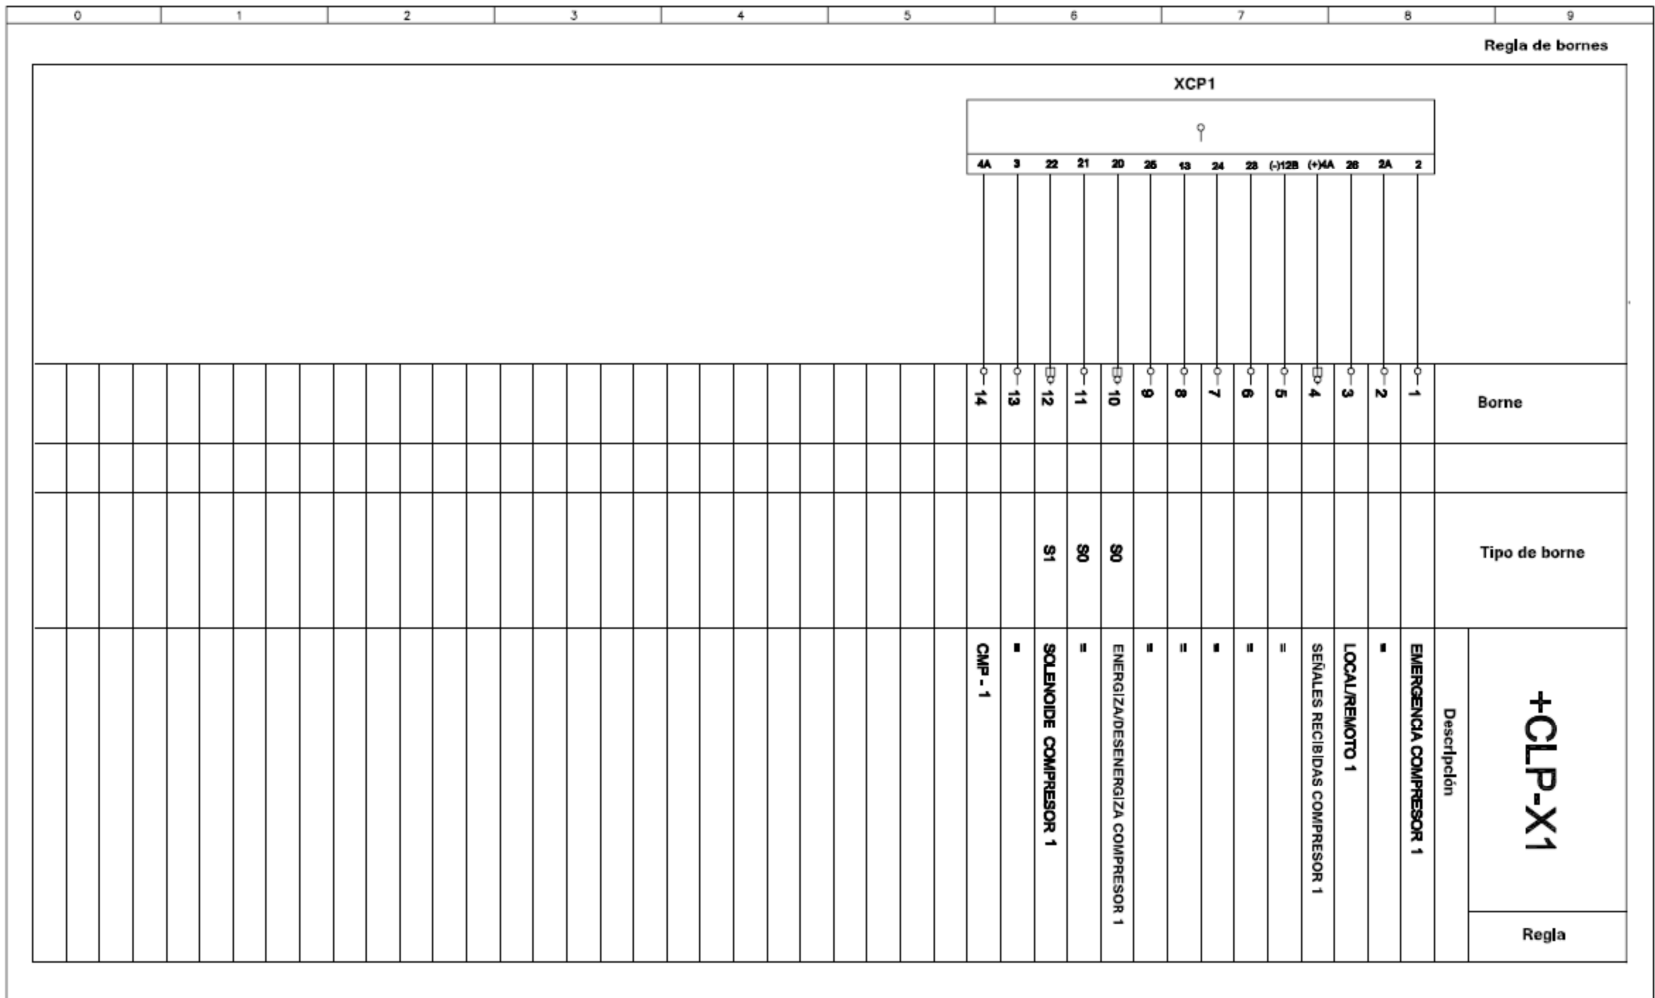 0 1 2 3 4 5 6 7 8 9
Regla de bornes
XCP1
4A 3 22 21 20 25 13 24 23 (-)12B (+)4A 26 2A 2
14 13 12 11 10 9 8 7 6 5 4 3 2 1
Borne
S1 S0 S0
Tipo de borne
CMP - 1
=
SOLENOIDE COMPRESOR 1
=
ENERGIZA/DESENERGIZA COMPRESOR 1
=
=
=
=
=
SEÑALES RECIBIDAS COMPRESOR 1
LOCAL/REMOTO 1
=
EMERGENCIA COMPRESOR 1
Descripción
+CLP-X1
Regla